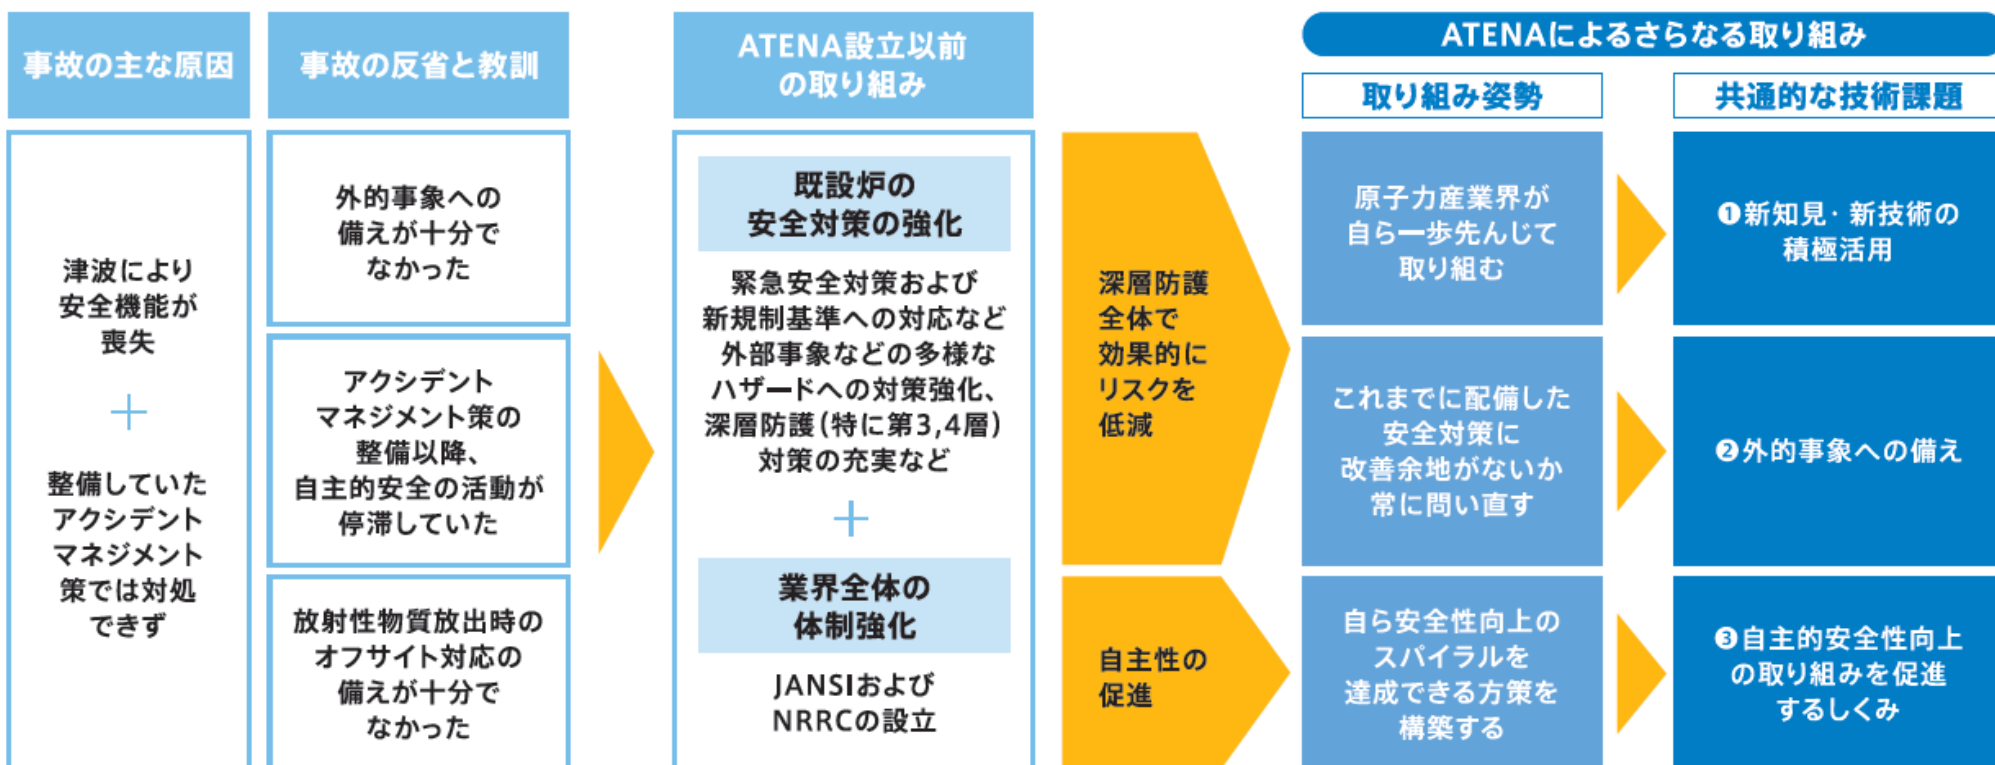 事故の主な原因
津波により
安全機能が
喪失
+
整備していた
アクシデント
マネジメント
策では対処
できず
事故の反省と教訓
外的事象への
備えが十分で
なかった
アクシデント
マネジメント策の
整備以降、
自主的安全の活動が
停滞していた
放射性物質放出時の
オフサイト対応の
備えが十分で
なかった
ATENA設立以前
の取り組み
既設炉の
安全対策の強化
緊急安全対策および
新規制基準への対応など
外部事象などの多様な
ハザードへの対策強化、
深層防護(特に第3,4層)
対策の充実など
+
業界全体の
体制強化
JANSIおよび
NRRCの設立
深層防護
全体で
効果的に
リスクを
低減
自主性の
促進
ATENAによるさらなる取り組み
取り組み姿勢
原子力産業界が
自ら一歩先んじて
取り組む
これまでに配備した
安全対策に
改善余地がないか
常に問い直す
自ら安全性向上の
スパイラルを
達成できる方策を
構築する
共通的な技術課題
❶新知見・新技術の
積極活用
❷外的事象への備え
❸自主的安全性向上
の取り組みを促進
するしくみ